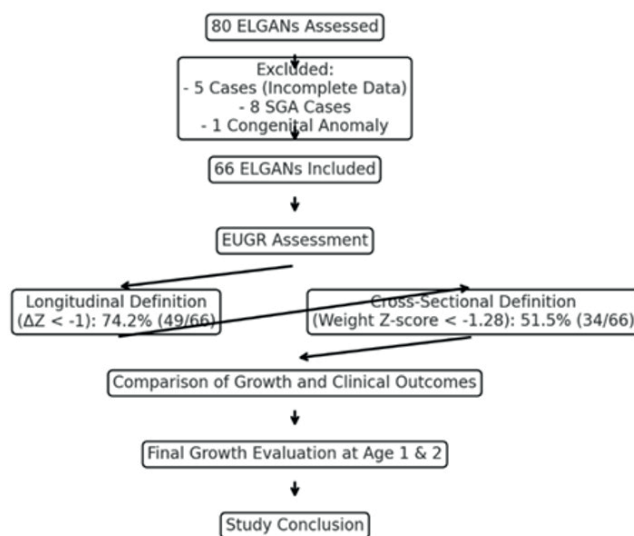 80 ELGANs Assessed
Excluded:
- 5 Cases (Incomplete Data)
- 8 SGA Cases
- 1 Congenital Anomaly
66 ELGANs Included
EUGR Assessment
Longitudinal Definition
(ΔZ < -1): 74.2% (49/66)
Cross-Sectional Definition
(Weight Z-score < -1.28): 51.5% (34/66)
Comparison of Growth and Clinical Outcomes
Final Growth Evaluation at Age 1 & 2
Study Conclusion